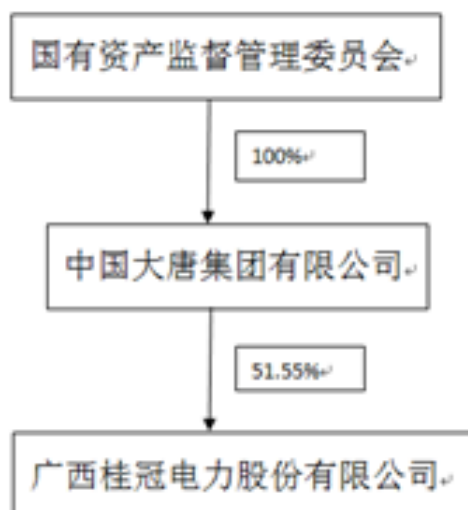 国有资产监督管理委员会
100%
中国大唐集团有限公司
51.55%
广西桂冠电力股份有限公司